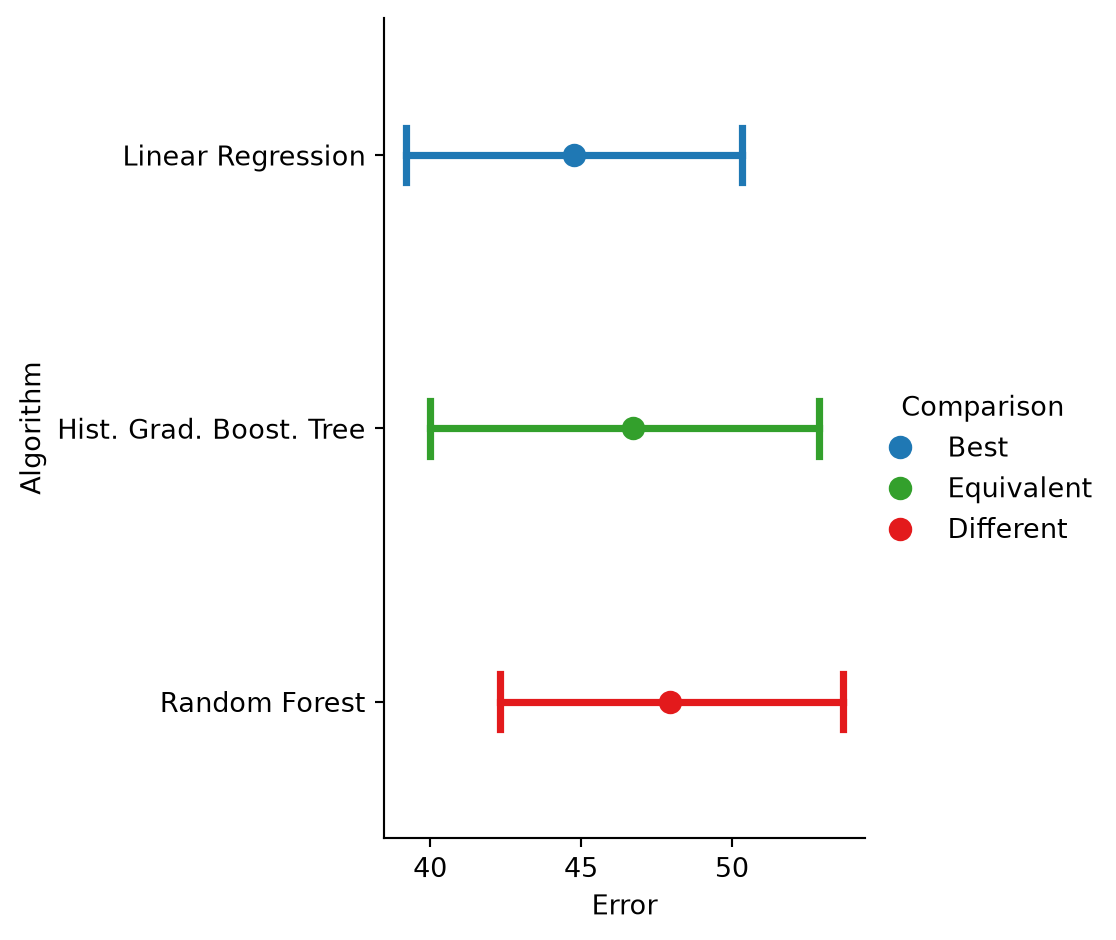 Linear Regression
Hist. Grad. Boost. Tree
Random Forest
Algorithm
40 45 50
Error
Comparison
Best
Equivalent
Different